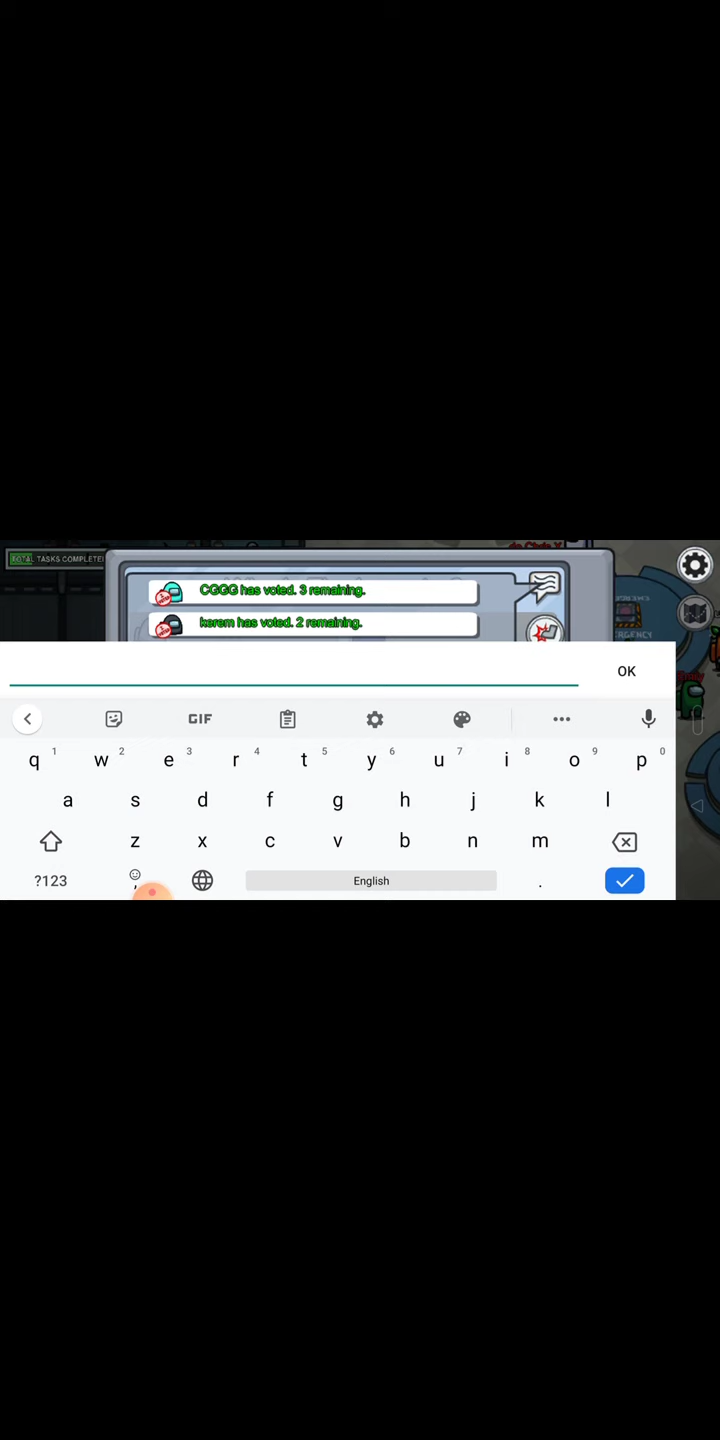 TOTAL TASKS COMPLETE
CGGG has voted. 3 remaining.
kerem has voted. 2 remaining.
OK
GIF
q 1 w 2 e 3 r 4 t 5 y 6 u 7 i 8 o 9 p 0
a s d f g h j k l
z x c v b n m
?123 , English .